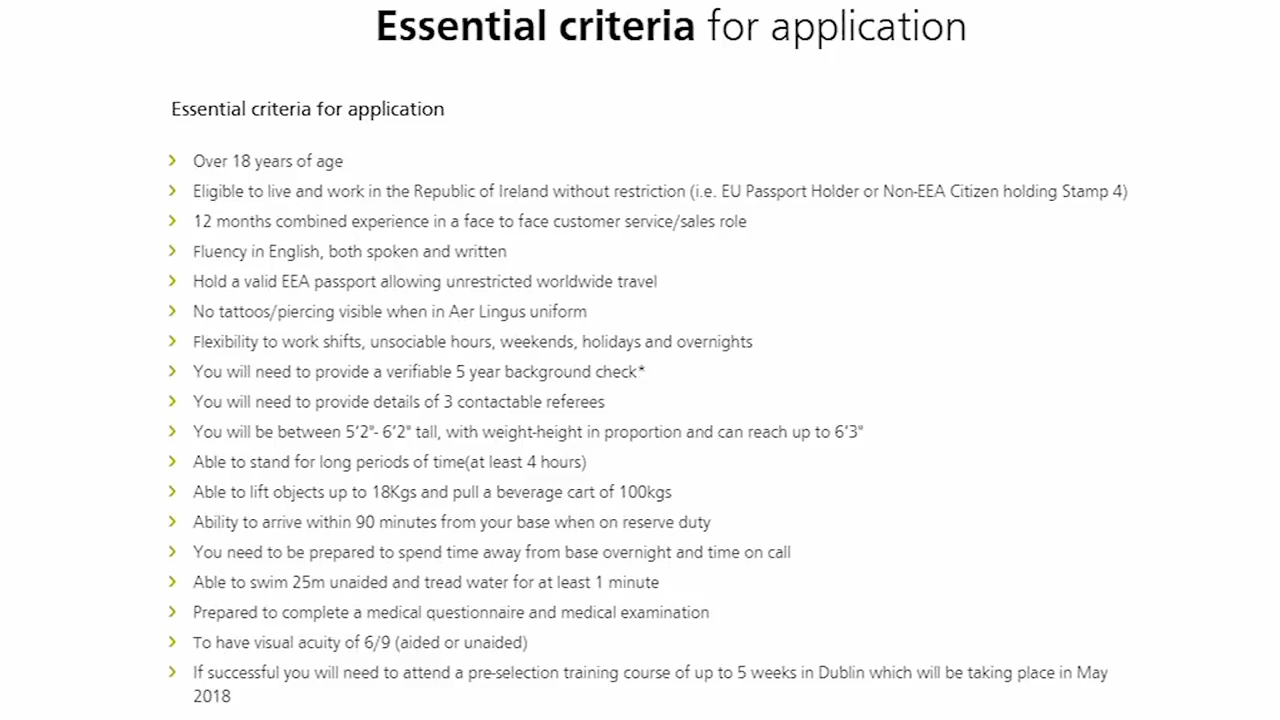 Essential criteria for application
Essential criteria for application
Over 18 years of age
Eligible to live and work in the Republic of Ireland without restriction (i.e. EU Passport Holder or Non-EEA Citizen holding Stamp 4)
12 months combined experience in a face to face customer service/sales role
Fluency in English, both spoken and written
Hold a valid EEA passport allowing unrestricted worldwide travel
No tattoos/piercing visible when in Aer Lingus uniform
Flexibility to work shifts, unsociable hours, weekends, holidays and overnights
You will need to provide a verifiable 5 year background check*
You will need to provide details of 3 contactable referees
You will be between 5'2"- 6'2" tall, with weight-height in proportion and can reach up to 6'3"
Able to stand for long periods of time(at least 4 hours)
Able to lift objects up to 18Kgs and pull a beverage cart of 100kgs
Ability to arrive within 90 minutes from your base when on reserve duty
You need to be prepared to spend time away from base overnight and time on call
Able to swim 25m unaided and tread water for at least 1 minute
Prepared to complete a medical questionnaire and medical examination
To have visual acuity of 6/9 (aided or unaided)
If successful you will need to attend a pre-selection training course of up to 5 weeks in Dublin which will be taking place in May
2018